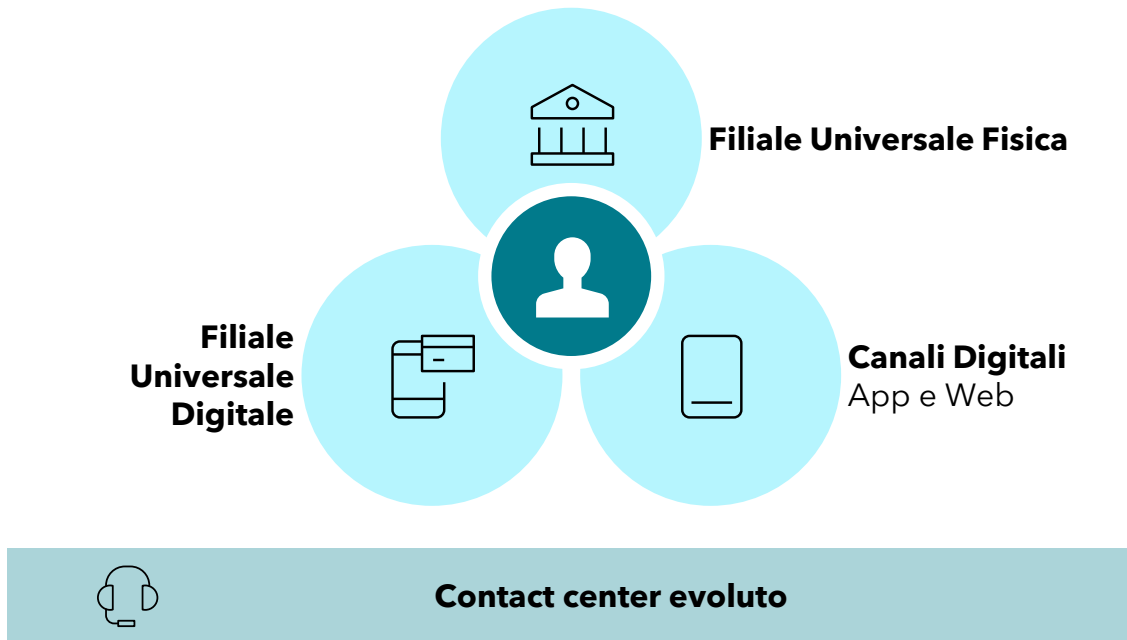 Filiale Universale Fisica
Filiale
Universale
Digitale
Canali Digitali
App e Web
Contact center evoluto